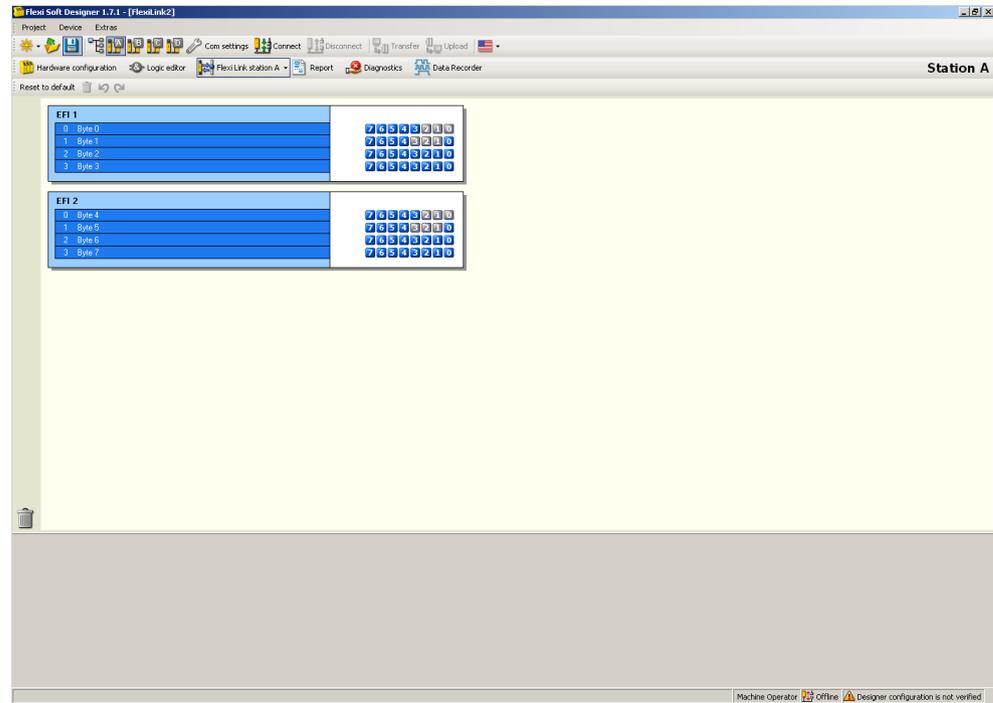 Flexi Soft Designer 1.7.1 - [FlexiLink2]
Project Device Extras
A B C D Com settings Connect Disconnect Transfer Upload
Hardware configuration Logic editor Flexi Link station A Report Diagnostics Data Recorder Station A
Reset to default
EFI 1
0 Byte 0 7 6 5 4 3 2 1 0
1 Byte 1 7 6 5 4 3 2 1 0
2 Byte 2 7 6 5 4 3 2 1 0
3 Byte 3 7 6 5 4 3 2 1 0
EFI 2
0 Byte 4 7 6 5 4 3 2 1 0
1 Byte 5 7 6 5 4 3 2 1 0
2 Byte 6 7 6 5 4 3 2 1 0
3 Byte 7 7 6 5 4 3 2 1 0
Machine Operator Offline Designer configuration is not verified